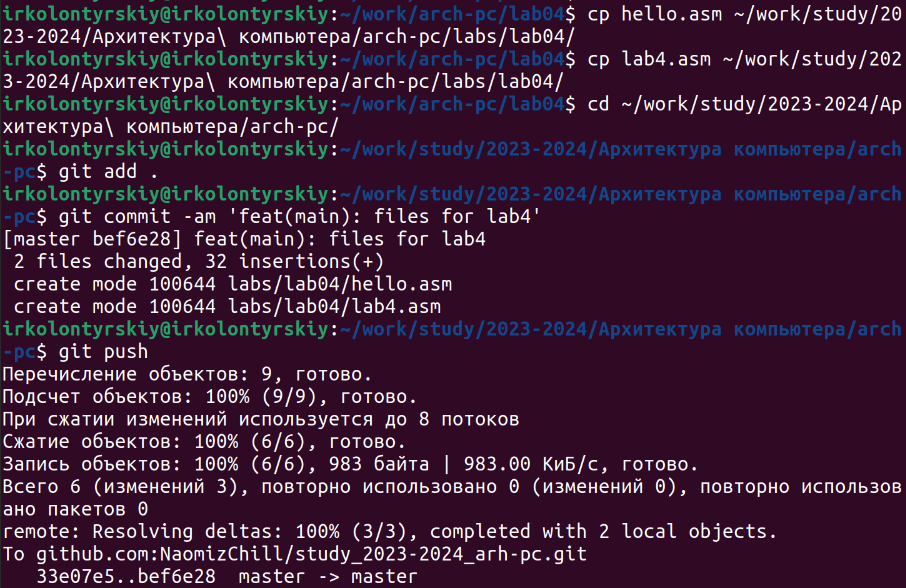 irkolontyrskiy@irkolontyrskiy:~/work/arch-pc/lab04$ cp hello.asm ~/work/study/20
23-2024/Архитектура\ компьютера/arch-pc/labs/lab04/
irkolontyrskiy@irkolontyrskiy:~/work/arch-pc/lab04$ cp lab4.asm ~/work/study/202
3-2024/Архитектура\ компьютера/arch-pc/labs/lab04/
irkolontyrskiy@irkolontyrskiy:~/work/arch-pc/lab04$ cd ~/work/study/2023-2024/Ар
хитектура\ компьютера/arch-pc/
irkolontyrskiy@irkolontyrskiy:~/work/study/2023-2024/Архитектура компьютера/arch
-pc$ git add .
irkolontyrskiy@irkolontyrskiy:~/work/study/2023-2024/Архитектура компьютера/arch
-pc$ git commit -am 'feat(main): files for lab4'
[master bef6e28] feat(main): files for lab4
 2 files changed, 32 insertions(+)
 create mode 100644 labs/lab04/hello.asm
 create mode 100644 labs/lab04/lab4.asm
irkolontyrskiy@irkolontyrskiy:~/work/study/2023-2024/Архитектура компьютера/arch
-pc$ git push
Перечисление объектов: 9, готово.
Подсчет объектов: 100% (9/9), готово.
При сжатии изменений используется до 8 потоков
Сжатие объектов: 100% (6/6), готово.
Запись объектов: 100% (6/6), 983 байта | 983.00 КиБ/с, готово.
Всего 6 (изменений 3), повторно использовано 0 (изменений 0), повторно использов
ано пакетов 0
remote: Resolving deltas: 100% (3/3), completed with 2 local objects.
To github.com:NaomizChill/study_2023-2024_arh-pc.git
   33e07e5..bef6e28  master -> master